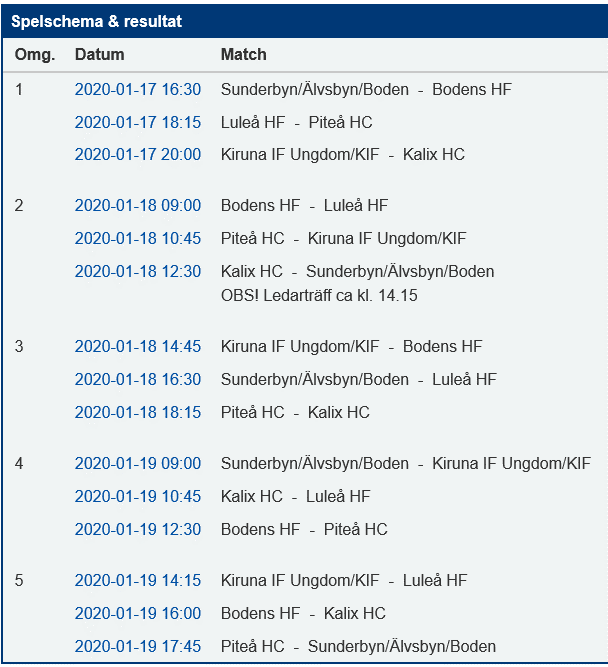 Spelschema & resultat
Omg. Datum Match
1 2020-01-17 16:30 Sunderbyn/Älvsbyn/Boden - Bodens HF
2020-01-17 18:15 Luleå HF - Piteå HC
2020-01-17 20:00 Kiruna IF Ungdom/KIF - Kalix HC
2 2020-01-18 09:00 Bodens HF - Luleå HF
2020-01-18 10:45 Piteå HC - Kiruna IF Ungdom/KIF
2020-01-18 12:30 Kalix HC - Sunderbyn/Älvsbyn/Boden
OBS! Ledarträff ca kl. 14.15
3 2020-01-18 14:45 Kiruna IF Ungdom/KIF - Bodens HF
2020-01-18 16:30 Sunderbyn/Älvsbyn/Boden - Luleå HF
2020-01-18 18:15 Piteå HC - Kalix HC
4 2020-01-19 09:00 Sunderbyn/Älvsbyn/Boden - Kiruna IF Ungdom/KIF
2020-01-19 10:45 Kalix HC - Luleå HF
2020-01-19 12:30 Bodens HF - Piteå HC
5 2020-01-19 14:15 Kiruna IF Ungdom/KIF - Luleå HF
2020-01-19 16:00 Bodens HF - Kalix HC
2020-01-19 17:45 Piteå HC - Sunderbyn/Älvsbyn/Boden